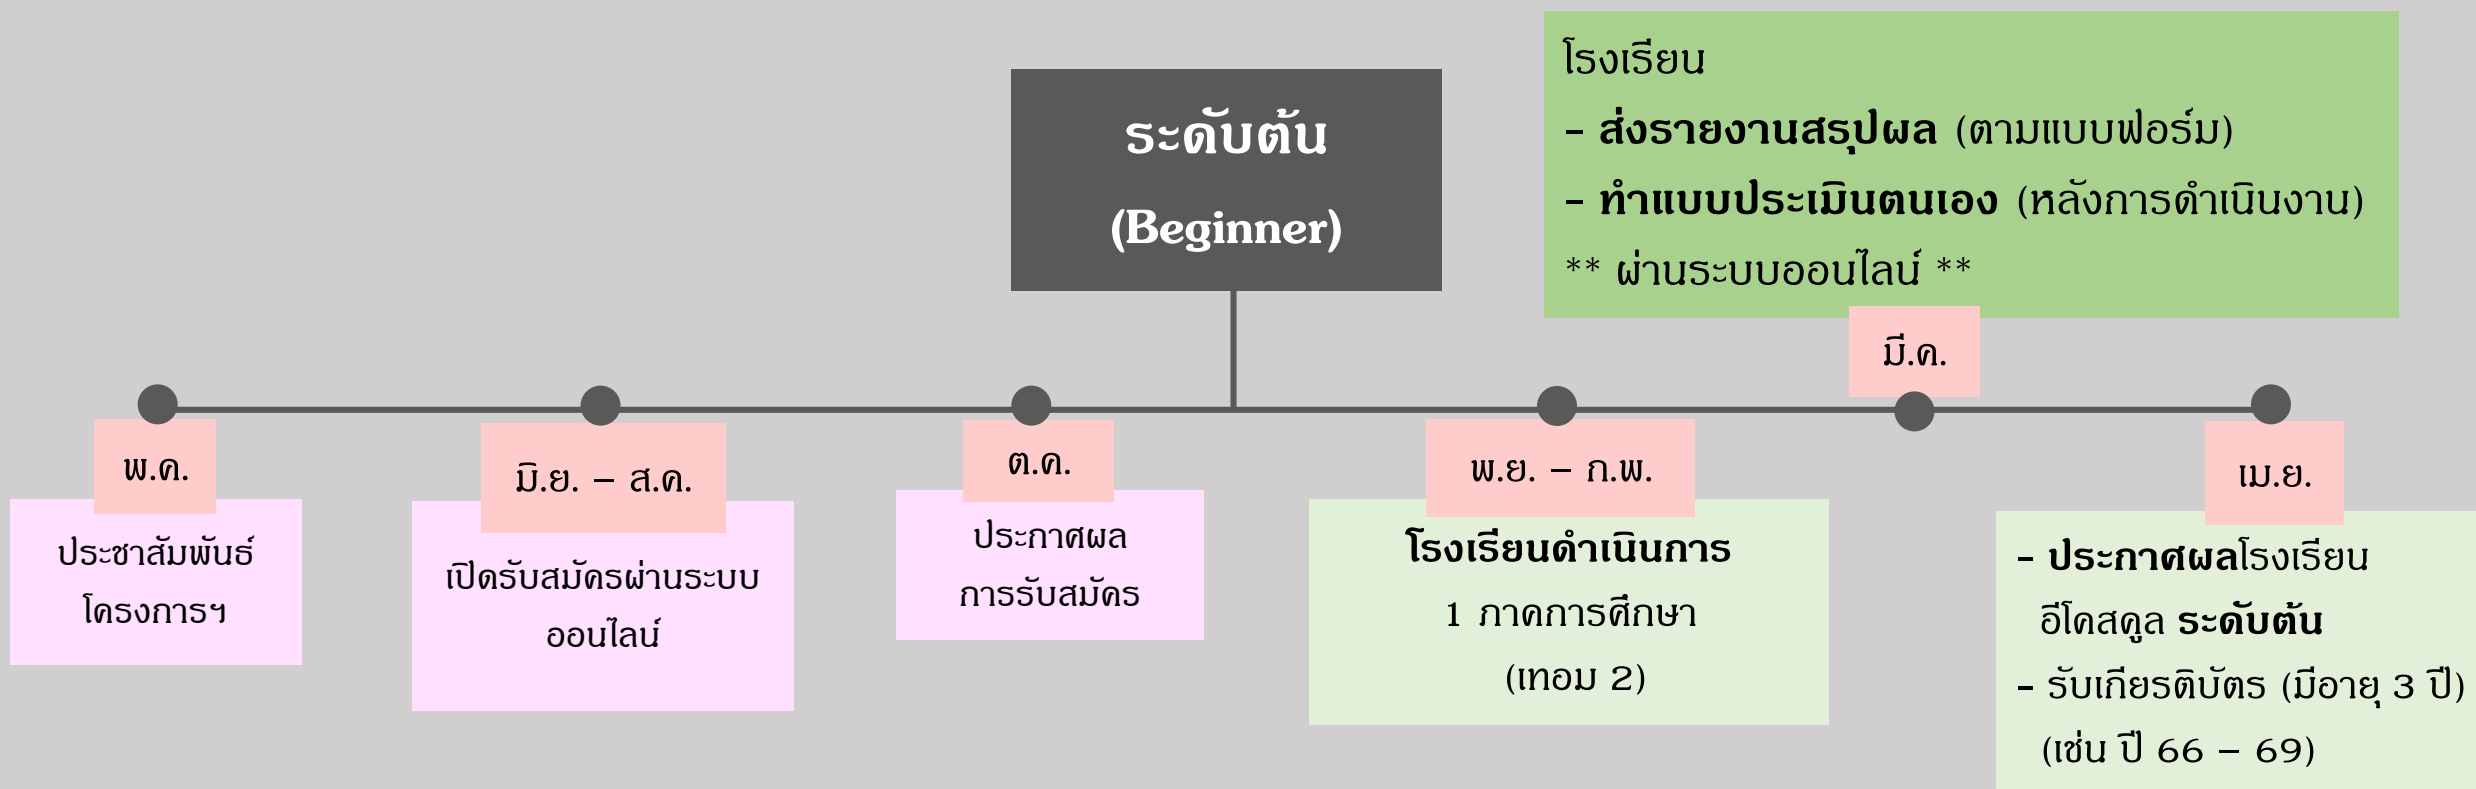 ระดับต้น
(Beginner)
โรงเรียน
- ส่งรายงานสรุปผล (ตามแบบฟอร์ม)
- ทำแบบประเมินตนเอง (หลังการดำเนินงาน)
** ผ่านระบบออนไลน์ **
พ.ค.
ประชาสัมพันธ์
โครงการฯ
มิ.ย. – ส.ค.
เปิดรับสมัครผ่านระบบ
ออนไลน์
ต.ค.
ประกาศผล
การรับสมัคร
พ.ย. – ก.พ.
โรงเรียนดำเนินการ
1 ภาคการศึกษา
(เทอม 2)
มี.ค.
เม.ย.
- ประกาศผลโรงเรียน
อีโคสคูล ระดับต้น
- รับเกียรติบัตร (มีอายุ 3 ปี)
(เช่น ปี 66 – 69)